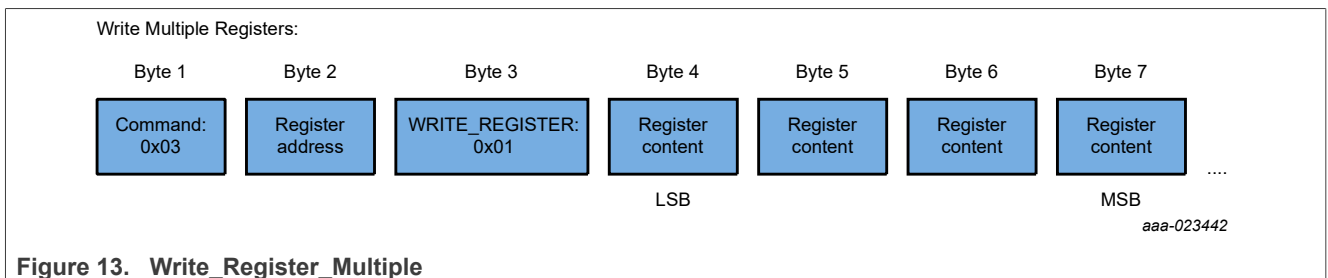 Write Multiple Registers:
Byte 1 Byte 2 Byte 3 Byte 4 Byte 5 Byte 6 Byte 7
Command: Register WRITE_REGISTER: Register Register Register Register
0x03 address 0x01 content content content content
....
LSB MSB
aaa-023442
Figure 13. Write_Register_Multiple